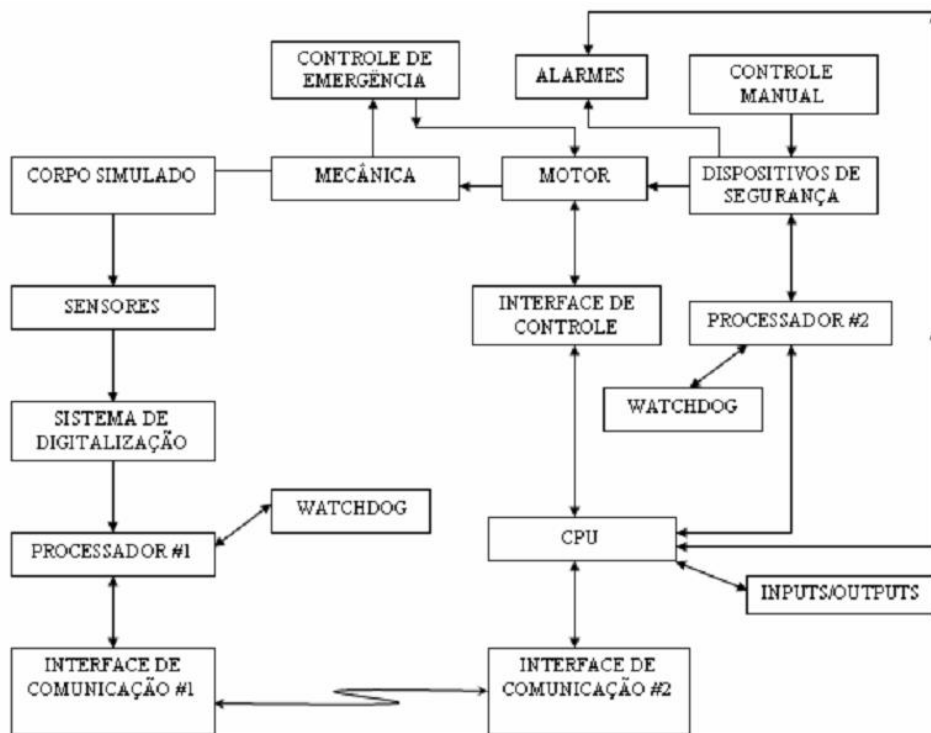 CONTROLE DE
EMERGÊNCIA
ALARMES
CONTROLE
MANUAL
CORPO SIMULADO
MECÂNICA
MOTOR
DISPOSITIVOS DE
SEGURANÇA
SENSORES
INTERFACE DE
CONTROLE
PROCESSADOR #2
WATCHDOG
SISTEMA DE
DIGITALIZAÇÃO
WATCHDOG
PROCESSADOR #1
CPU
INPUTS/OUTPUTS
INTERFACE DE
COMUNICAÇÃO #1
INTERFACE DE
COMUNICAÇÃO #2